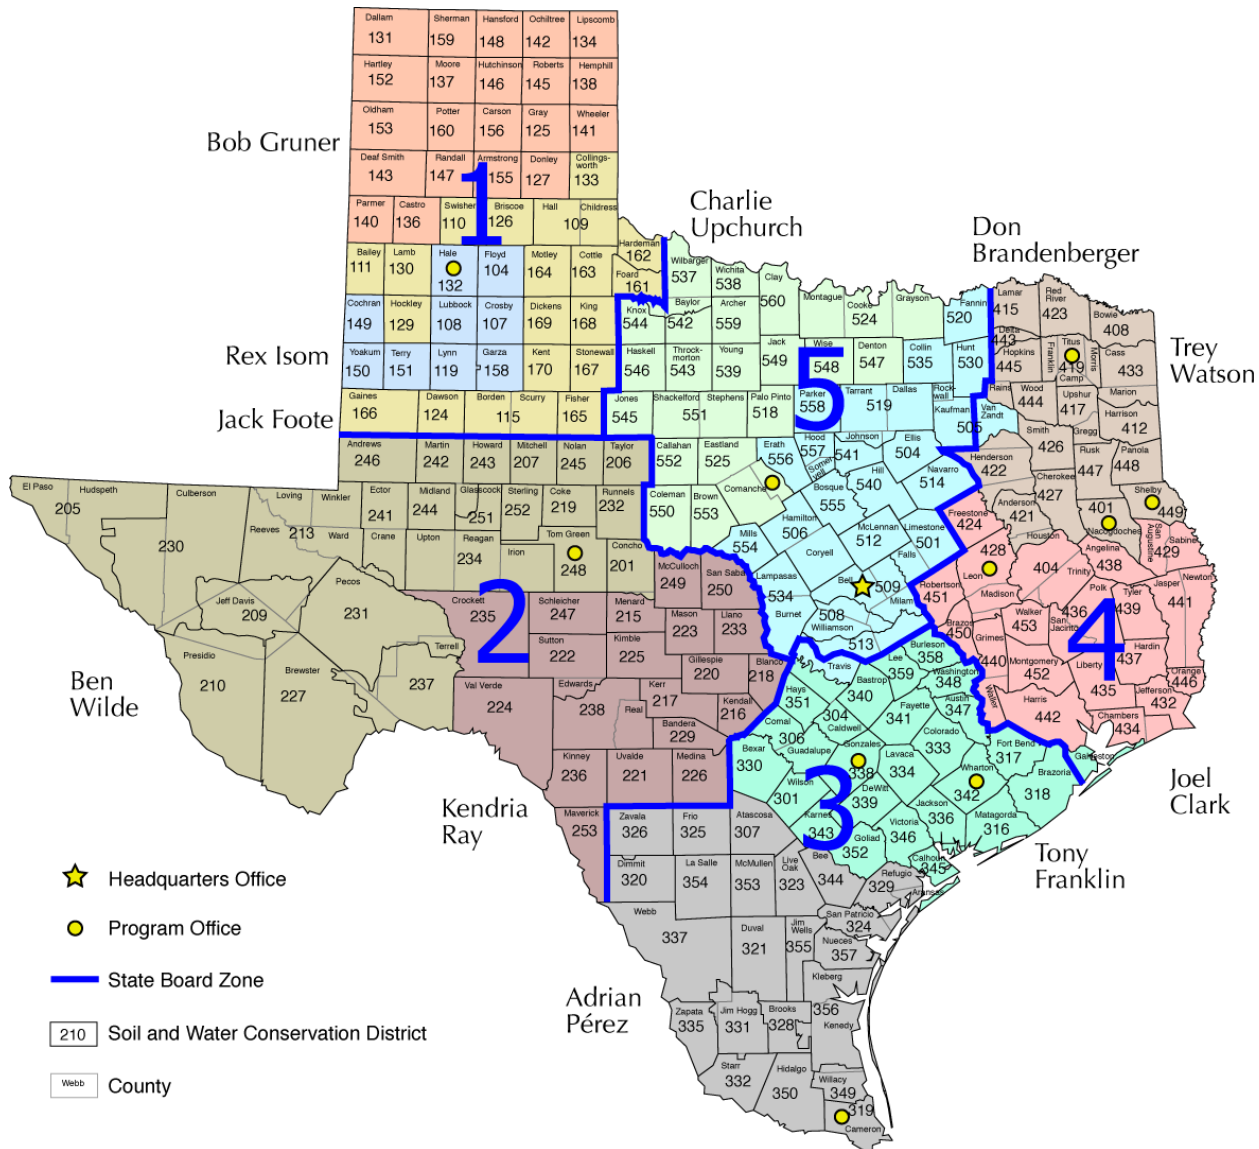 Dallam
Sherman
Hansford
Ochiltree
Lipscomb
131
159
148
142
134
Hartley
Moore
Hutchinson
Roberts
Hemphill
152
137
146
145
138
Oldham
Potter
Carson
Gray
Wheeler
153
160
156
125
141
Bob Gruner
Deaf Smith
Randall
Armstrong
Donley
Collings-
worth
143
147
155
127
133
1
Parmer
Castro
Swisher
Briscoe
Hall
Childress
140
136
110
126
109
Charlie
Upchurch
Don
Brandenberger
Bailey
Lamb
Hale
Floyd
Motley
Cottle
Hardeman
111
130
132
104
164
163
162
Foard
161
Wilbarger
537
Wichita
538
Clay
560
Montague
Cooke
524
Grayson
Fannin
520
Lamar
415
Red
River
423
Bowie
408
Cochran
Hockley
Lubbock
Crosby
Dickens
King
149
129
108
107
169
168
Knox
544
Baylor
542
Archer
559
Rex Isom
Yoakum
Terry
Lynn
Garza
Kent
Stonewall
150
151
119
158
170
167
Haskell
546
Throck-
morton
543
Young
539
Jack
549
Wise
548
Denton
547
Collin
535
Hunt
530
Delta
443
Hopkins
445
Franklin
Titus
419
Morris
Cass
433
Trey
Watson
5
Jack Foote
Gaines
Dawson
Borden
Scurry
Fisher
166
124
115
165
Jones
545
Shackelford
Stephens
551
Palo Pinto
518
Parker
558
Tarrant
Dallas
519
Rock-
wall
Kaufman
505
Van
Zandt
Rains
Wood
444
Camp
Upshur
417
Marion
Harrison
412
Gregg
Smith
426
Andrews
Martin
Howard
Mitchell
Nolan
Taylor
246
242
243
207
245
206
Callahan
552
Eastland
525
Erath
556
Hood
557
Somer-
vell
Johnson
541
Ellis
504
Hill
540
Navarro
514
Henderson
422
Rusk
447
Panola
448
Cherokee
427
El Paso
205
Hudspeth
Culberson
230
Loving
Winkler
Reeves
213
Ward
Ector
241
Midland
244
Glasscock
251
Sterling
252
Coke
219
Runnels
232
Coleman
550
Brown
553
Comanche
Bosque
555
Hamilton
506
McLennan
512
Limestone
501
Freestone
424
Anderson
421
Houston
401
Nacogdoches
Shelby
449
San
Augustine
429
Sabine
Crane
Upton
Reagan
234
Irion
Tom Green
248
Concho
201
Mills
554
Coryell
Falls
Leon
428
404
Trinity
Angelina
438
Polk
436
Tyler
439
Jasper
Newton
441
McCulloch
249
San Saba
250
Lampasas
534
Bell
509
Milam
Robertson
451
Madison
Jeff Davis
209
Pecos
231
2
Crockett
235
Schleicher
247
Menard
215
Mason
223
Llano
233
Burnet
508
Williamson
513
Brazos
450
Grimes
440
Walker
453
San
Jacinto
4
Hardin
437
Presidio
210
Brewster
227
Terrell
237
Sutton
222
Kimble
225
Gillespie
220
Blanco
218
Travis
Lee
359
Burleson
358
Washington
348
Montgomery
452
Liberty
435
Orange
446
Jefferson
432
Ben
Wilde
Val Verde
224
Edwards
238
Real
Kerr
217
Kendall
216
Bandera
229
Hays
351
Bastrop
340
304
Caldwell
Fayette
341
Austin
347
Waller
Harris
442
Chambers
434
Comal
306
Guadalupe
Gonzales
338
Lavaca
334
Colorado
333
Fort Bend
317
Galveston
Kinney
236
Uvalde
221
Medina
226
Bexar
330
Wilson
301
DeWitt
339
Wharton
342
Brazoria
318
Joel
Clark
Kendria
Ray
Maverick
253
Zavala
326
Frio
325
Atascosa
307
Karnes
343
3
Goliad
352
Victoria
346
Jackson
336
Matagorda
316
Calhoun
345
Tony
Franklin
Dimmit
320
La Salle
354
McMullen
353
Live
Oak
323
Bee
344
Refugio
329
Aransas
Headquarters Office
Program Office
State Board Zone
210
Soil and Water Conservation District
Webb
County
Webb
337
Duval
321
Jim
Wells
355
San Patricio
324
Nueces
357
Kleberg
356
Kenedy
Adrian
Pérez
Zapata
335
Jim Hogg
331
Brooks
328
Starr
332
Hidalgo
350
Willacy
349
319
Cameron